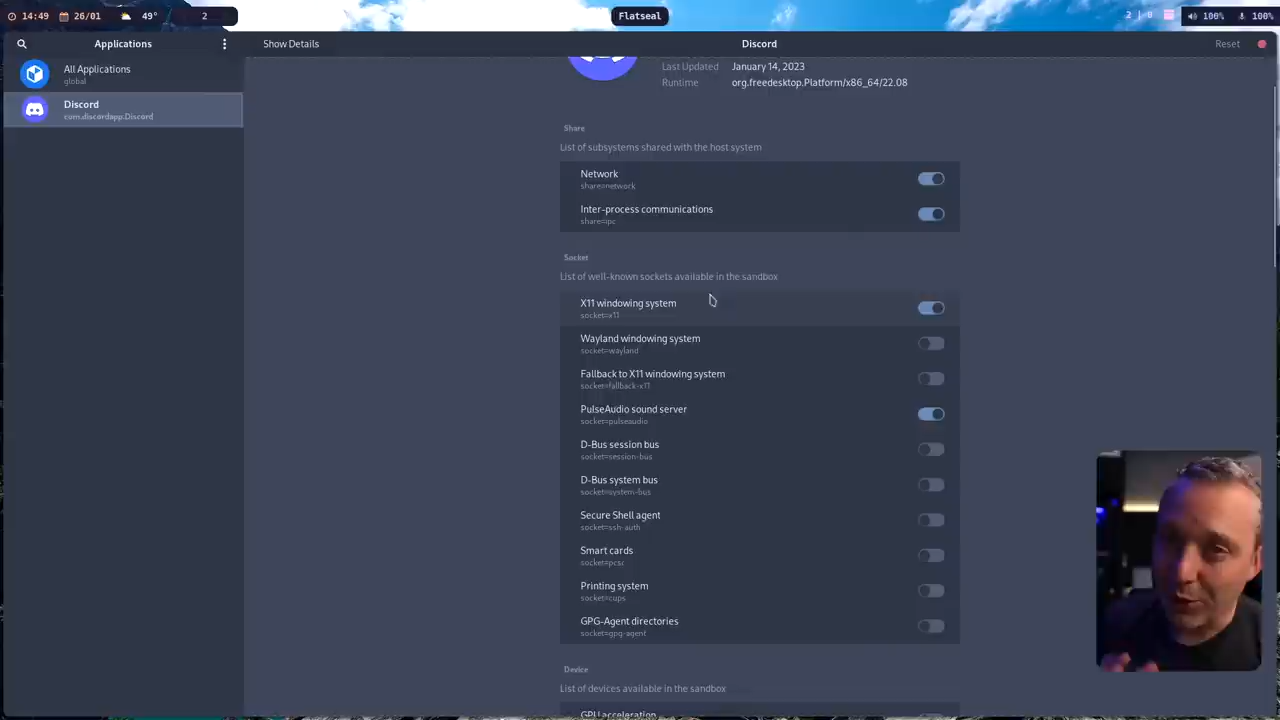 14:49 26/01 49° 2
Flatseal
2 | 0 100% 100%
Applications
Show Details
Discord
Reset
All Applications
global
Discord
com.discordapp.Discord
Last Updated January 14, 2023
Runtime org.freedesktop.Platform/x86_64/22.08
Share
List of subsystems shared with the host system
Network
share=network
Inter-process communications
share=ipc
Socket
List of well-known sockets available in the sandbox
X11 windowing system
socket=x11
Wayland windowing system
socket=wayland
Fallback to X11 windowing system
socket=fallback-x11
PulseAudio sound server
socket=pulseaudio
D-Bus session bus
socket=session-bus
D-Bus system bus
socket=system-bus
Secure Shell agent
socket=ssh-auth
Smart cards
socket=pcsc
Printing system
socket=cups
GPG-Agent directories
socket=gpg-agent
Device
List of devices available in the sandbox
GPU acceleration